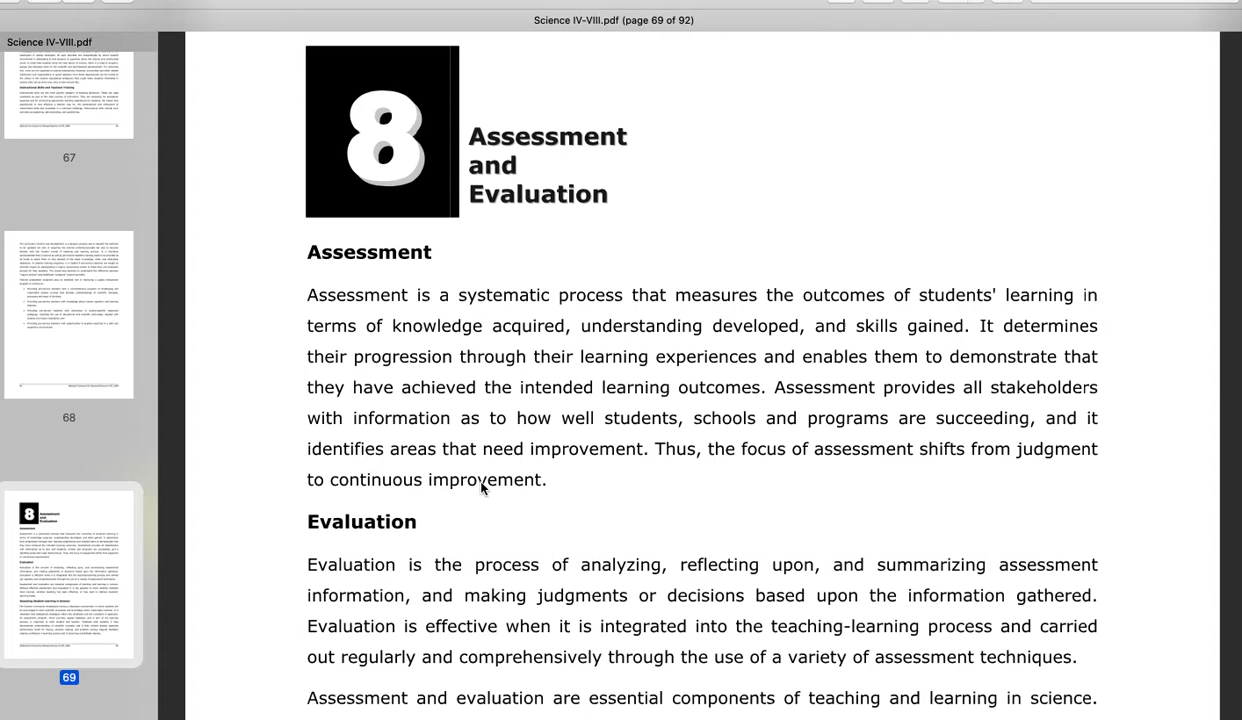 Science IV-VIII.pdf (page 69 of 92)
Science IV-VIII.pdf
67
68
69
8
Assessment
and
Evaluation
Assessment
Assessment is a systematic process that measures the outcomes of students' learning in
terms of knowledge acquired, understanding developed, and skills gained. It determines
their progression through their learning experiences and enables them to demonstrate that
they have achieved the intended learning outcomes. Assessment provides all stakeholders
with information as to how well students, schools and programs are succeeding, and it
identifies areas that need improvement. Thus, the focus of assessment shifts from judgment
to continuous improvement.
Evaluation
Evaluation is the process of analyzing, reflecting upon, and summarizing assessment
information, and making judgments or decisions based upon the information gathered.
Evaluation is effective when it is integrated into the teaching-learning process and carried
out regularly and comprehensively through the use of a variety of assessment techniques.
Assessment and evaluation are essential components of teaching and learning in science.